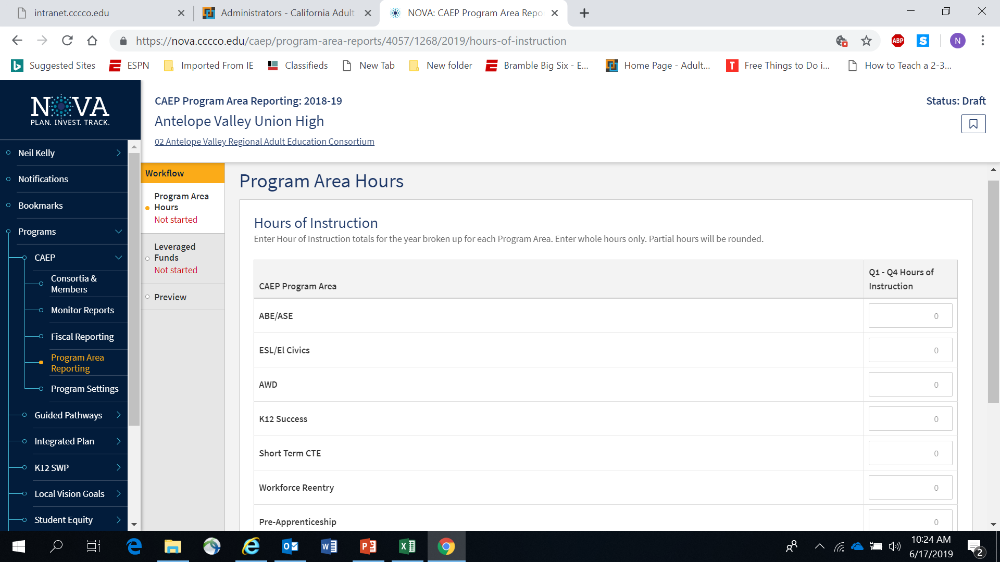 intranet.cccco.edu
Administrators - California Adult
NOVA: CAEP Program Area Repo
https://nova.cccco.edu/caep/program-area-reports/4057/1268/2019/hours-of-instruction
ABP
S
N
Suggested Sites
ESPN
Imported From IE
Classifieds
New Tab
New folder
Bramble Big Six - E...
Home Page - Adult...
T
Free Things to Do i...
How to Teach a 2-3...
NOVA
PLAN. INVEST. TRACK.
Neil Kelly
Notifications
Bookmarks
Programs
CAEP
Consortia &
Members
Monitor Reports
Fiscal Reporting
Program Area
Reporting
Program Settings
Guided Pathways
Integrated Plan
K12 SWP
Local Vision Goals
Student Equity
CAEP Program Area Reporting: 2018-19
Status: Draft
Antelope Valley Union High
02 Antelope Valley Regional Adult Education Consortium
Workflow
Program Area
Hours
Not started
Leveraged
Funds
Not started
Preview
Program Area Hours
Hours of Instruction
Enter Hour of Instruction totals for the year broken up for each Program Area. Enter whole hours only. Partial hours will be rounded.
CAEP Program Area
Q1 - Q4 Hours of
Instruction
ABE/ASE
0
ESL/El Civics
0
AWD
0
K12 Success
0
Short Term CTE
0
Workforce Reentry
0
Pre-Apprenticeship
0
10:24 AM
6/17/2019
2